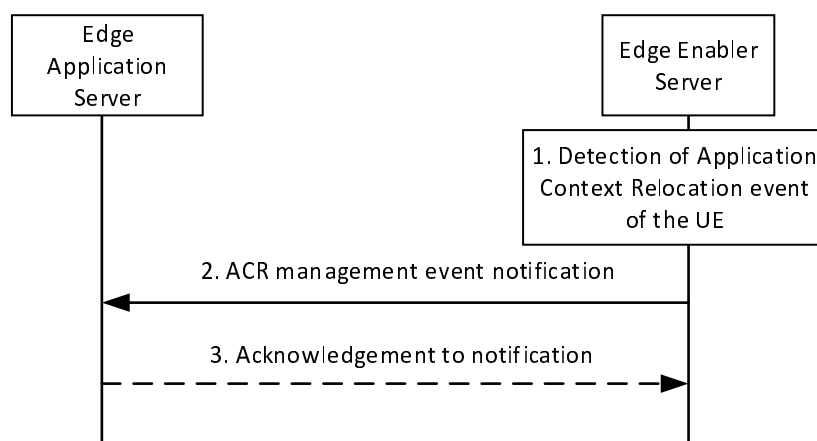 Edge
Application
Server
Edge Enabler
Server
1. Detection of Application
Context Relocation event
of the UE
2. ACR management event notification
3. Acknowledgement to notification